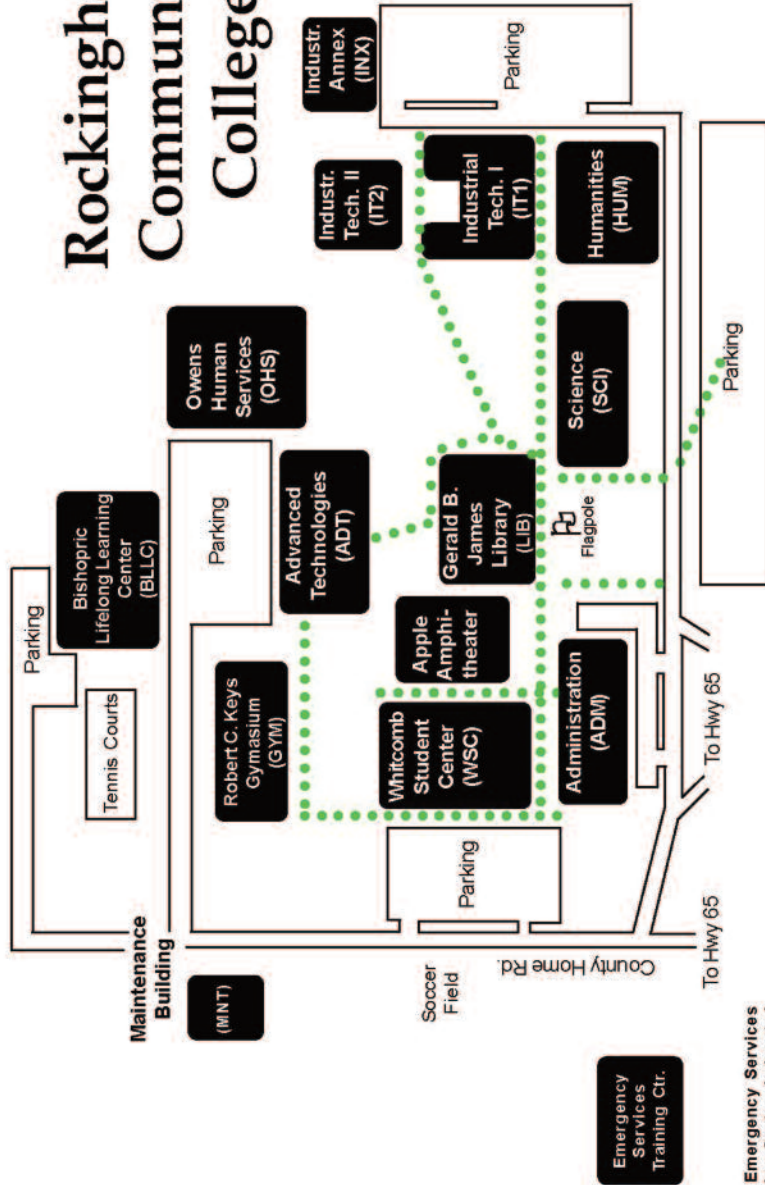 Rockingh
Commun
College
Parking
Tennis Courts
Bishopric
Lifelong Learning
Center
(BLLC)
Maintenance
Building
(MNT)
Owens
Human
Services
(OHS)
Parking
Robert C. Keys
Gymasium
(GYM)
Advanced
Technologies
(ADT)
Industr.
Annex
(INX)
Industr.
Tech. II
(IT2)
Parking
Soccer
Field
Parking
Whitcomb
Student
Center
(WSC)
Apple
Amphi-
theater
Gerald B.
James
Library
(LIB)
Industrial
Tech. I
(IT1)
Flagpole
Administration
(ADM)
Science
(SCI)
Humanities
(HUM)
County Home Rd.
Emergency
Services
Training Ctr.
To Hwy 65
To Hwy 65
Parking
Emergency Services